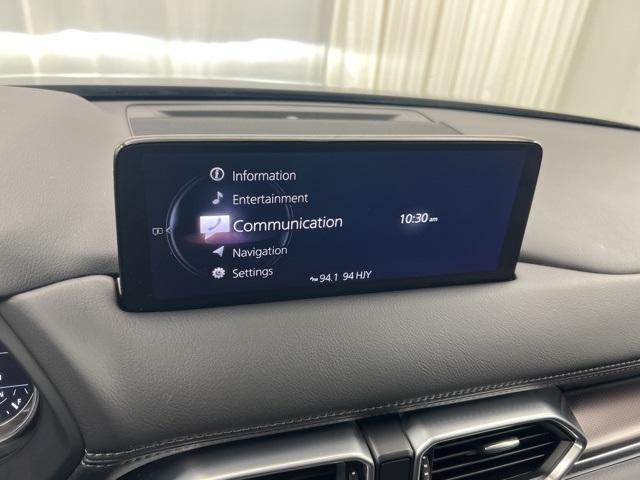 Information
Entertainment
Communication
10:30 am
Navigation
Settings
94.1 94 HJY